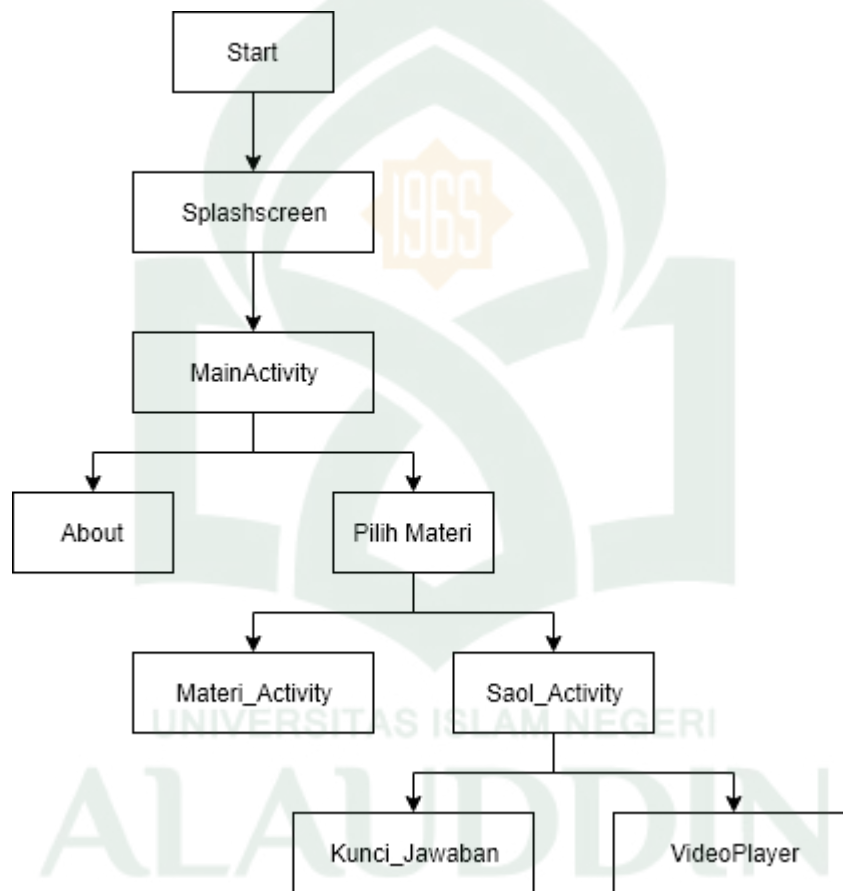 Start
Splashscreen
1965
MainActivity
About
Pilih Materi
Materi_Activity
Saol_Activity
UNIVERSITAS ISLAM NEGERI
ALAUDDIN
Kunci_Jawaban
VideoPlayer